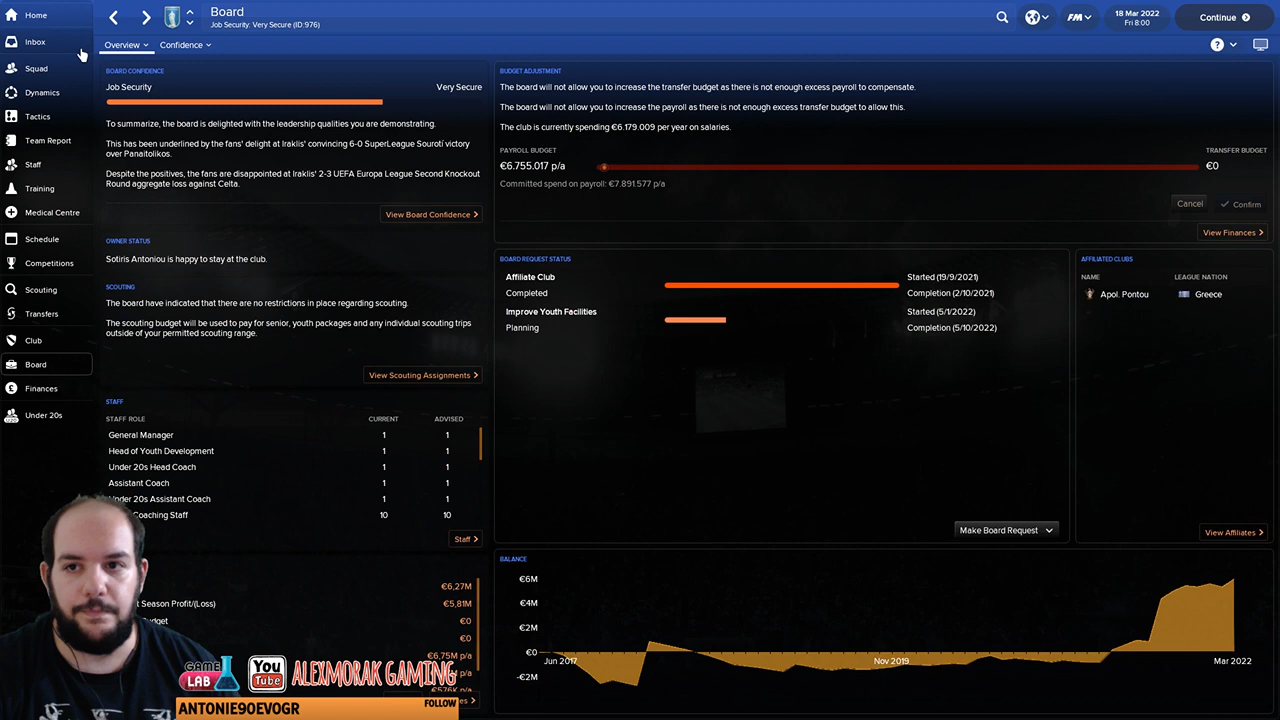 Home
Board
Job Security: Very Secure (ID:976)
FM
18 Mar 2022
Fri 8:00
Continue
Inbox
Squad
Dynamics
Tactics
Team Report
Staff
Training
Medical Centre
Schedule
Competitions
Scouting
Transfers
Club
Board
Finances
Under 20s
Overview
Confidence
?
BOARD CONFIDENCE
Job Security Very Secure
To summarize, the board is delighted with the leadership qualities you are demonstrating.
This has been underlined by the fans' delight at Iraklis' convincing 6-0 SuperLeague Souroti victory
over Panaitolikos.
Despite the positives, the fans are disappointed at Iraklis' 2-3 UEFA Europa League Second Knockout
Round aggregate loss against Celta.
View Board Confidence >
OWNER STATUS
Sotiris Antoniou is happy to stay at the club.
SCOUTING
The board have indicated that there are no restrictions in place regarding scouting.
The scouting budget will be used to pay for senior, youth packages and any individual scouting trips
outside of your permitted scouting range.
View Scouting Assignments >
STAFF
STAFF ROLE CURRENT ADVISED
General Manager 1 1
Head of Youth Development 1 1
Under 20s Head Coach 1 1
Assistant Coach 1 1
Under 20s Assistant Coach 1 1
Coaching Staff 10 10
Staff >
€6,27M
Season Profit/(Loss) €5,81M
€0
€0
€6,75M p/a
p/a
€576K p/a
BUDGET ADJUSTMENT
The board will not allow you to increase the transfer budget as there is not enough excess payroll to compensate.
The board will not allow you to increase the payroll as there is not enough excess transfer budget to allow this.
The club is currently spending €6.179.009 per year on salaries.
PAYROLL BUDGET TRANSFER BUDGET
€6.755.017 p/a €0
Committed spend on payroll: €7.891.577 p/a
Cancel Confirm
View Finances >
BOARD REQUEST STATUS
Affiliate Club Started (19/9/2021)
Completed Completion (2/10/2021)
Improve Youth Facilities Started (5/1/2022)
Planning Completion (5/10/2022)
Make Board Request
AFFILIATED CLUBS
NAME LEAGUE NATION
Apol. Pontou Greece
View Affiliates >
BALANCE
€6M
€4M
€2M
€0
-€2M
Jun 2017 Nov 2019 Mar 2022
GAME LAB
You Tube
ALEXMORAK GAMING
ANTONIE90EVOGR
FOLLOW